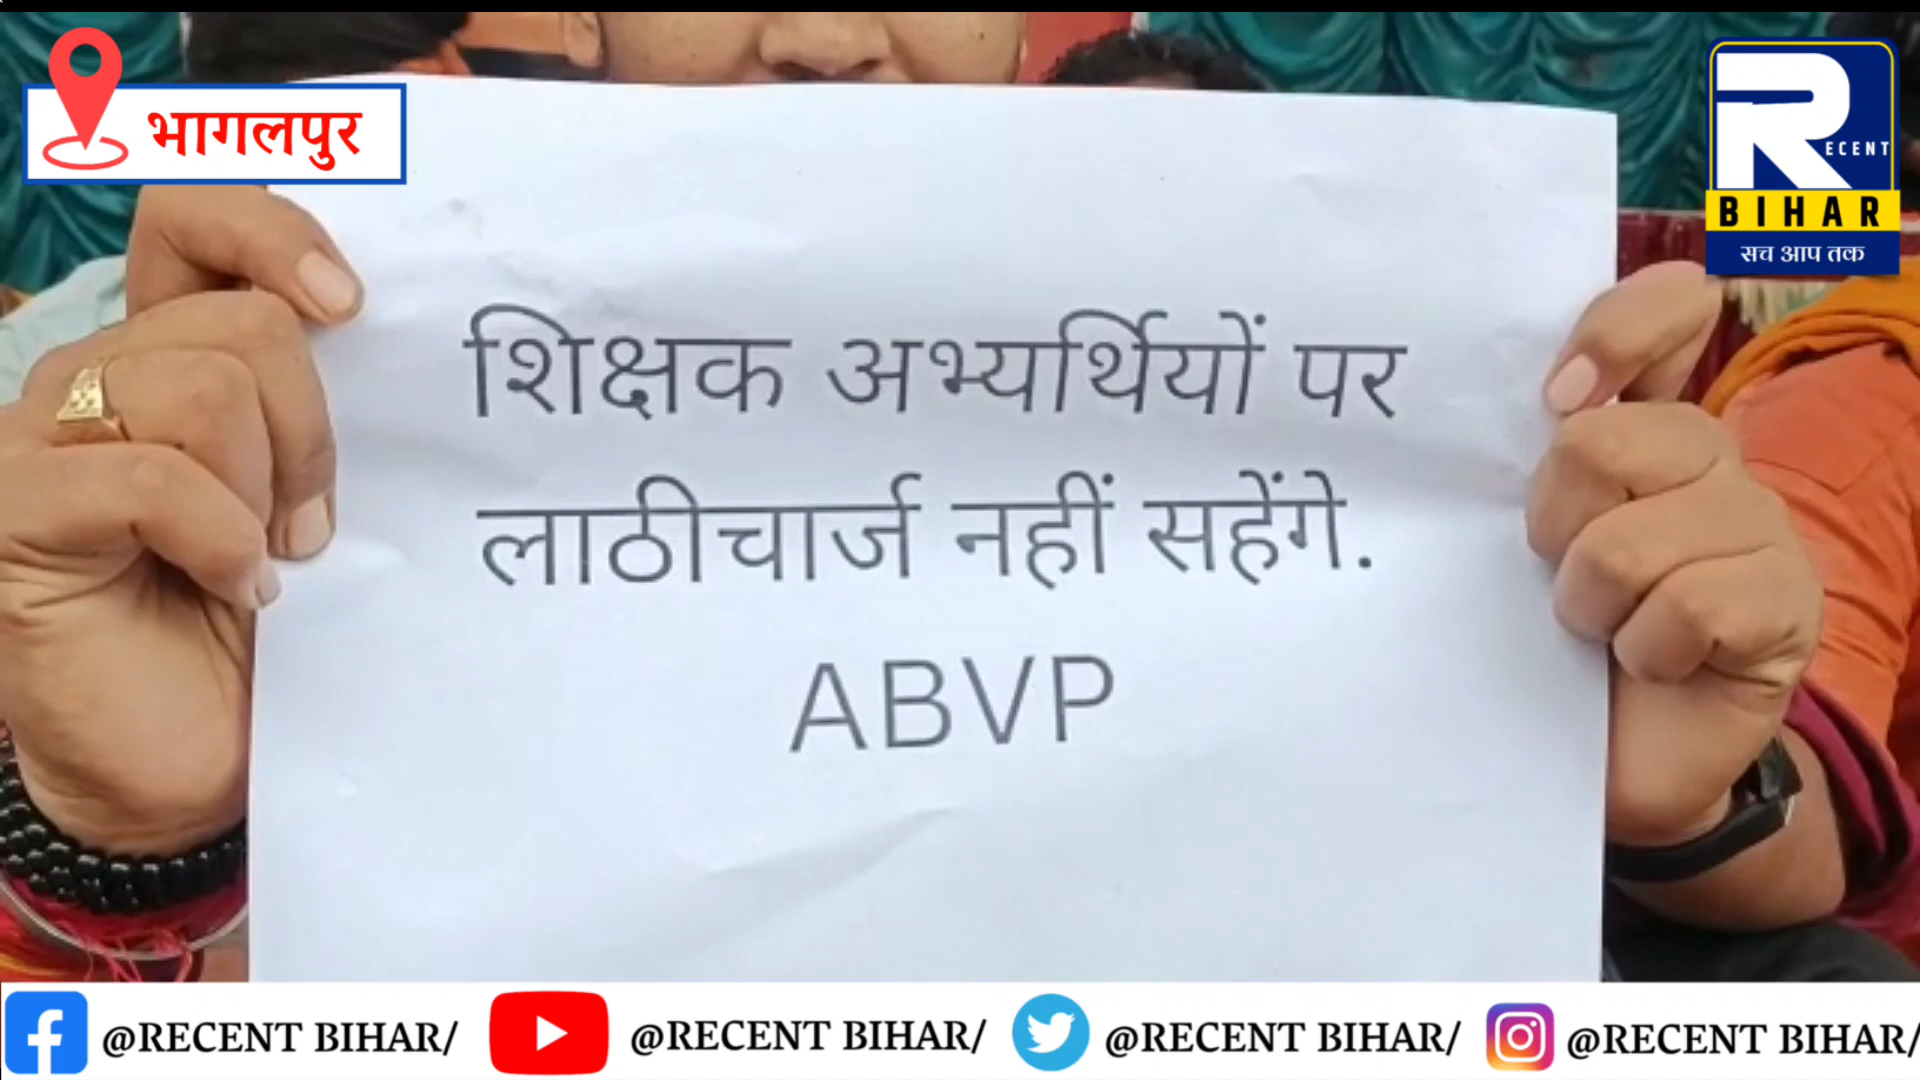 भागलपुर
RECENT
BIHAR
सच आप तक
शिक्षक अभ्यर्थियों पर
लाठीचार्ज नहीं सहेंगे.
ABVP
@RECENT BIHAR/ @RECENT BIHAR/ @RECENT BIHAR/ @RECENT BIHAR/